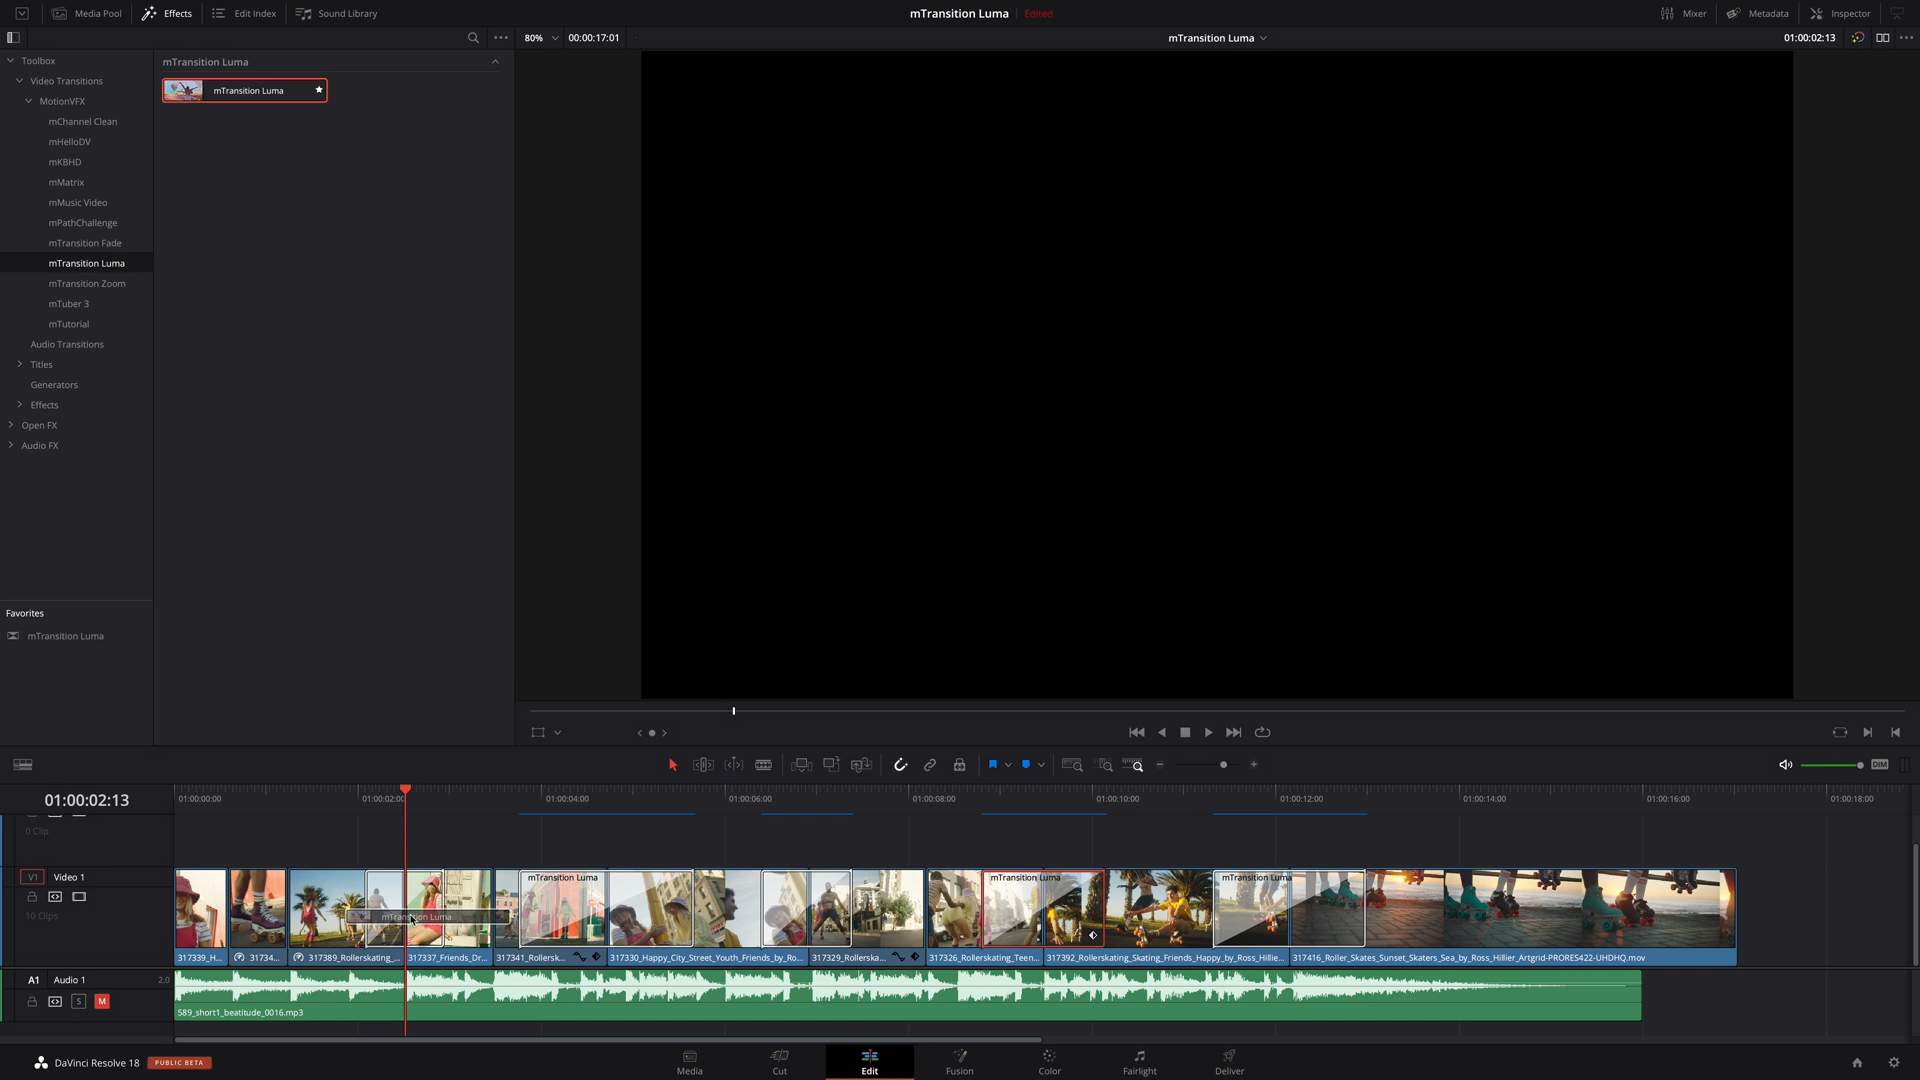 Media Pool
Effects
Edit Index
Sound Library
mTransition Luma
Edited
Mixer
Metadata
Inspector
80%
00:00:17:01
mTransition Luma
01:00:02:13
Toolbox
Video Transitions
MotionVFX
mChannel Clean
mHelloDV
mKBHD
mMatrix
mMusic Video
mPathChallenge
mTransition Fade
mTransition Luma
mTransition Zoom
mTuber 3
mTutorial
Audio Transitions
Titles
Generators
Effects
Open FX
Audio FX
mTransition Luma
mTransition Luma
Favorites
mTransition Luma
DIM
01:00:02:13
01:00:00:00
01:00:02:00
01:00:04:00
01:00:06:00
01:00:08:00
01:00:10:00
01:00:12:00
01:00:14:00
01:00:16:00
01:00:18:00
0 Clip
V1
Video 1
10 Clips
mTransition Luma
mTransition Luma
mTransition Luma
mTransition Luma
317339_H...
31734...
317389_Rollerskating_...
317337_Friends_Dr...
317341_Rollersk...
317330_Happy_City_Street_Youth_Friends_by_Ro...
317329_Rollerska...
317326_Rollerskating_Teen...
317392_Rollerskating_Skating_Friends_Happy_by_Ross_Hillie...
317416_Roller_Skates_Sunset_Skaters_Sea_by_Ross_Hillier_Artgrid-PRORES422-UHDHQ.mov
A1
Audio 1
2.0
S
M
589_short1_beatitude_0016.mp3
DaVinci Resolve 18
PUBLIC BETA
Media
Cut
Edit
Fusion
Color
Fairlight
Deliver